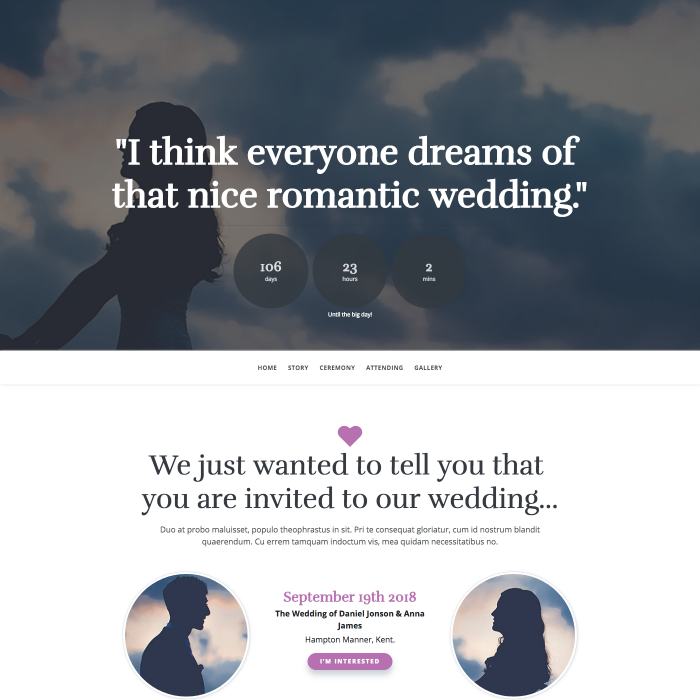 "I think everyone dreams of
that nice romantic wedding."
106
days
23
hours
2
mins
Until the big day!
HOME STORY CEREMONY ATTENDING GALLERY
We just wanted to tell you that
you are invited to our wedding...
Duo at probo maluisset, populo theophrastus in sit. Pri te consequat gloriatur, cum id nostrum blandit
quaerendum. Cu errem tamquam indoctum vis, mea quidam necessitatibus no.
September 19th 2018
The Wedding of Daniel Jonson & Anna
James
Hampton Manner, Kent.
I'M INTERESTED